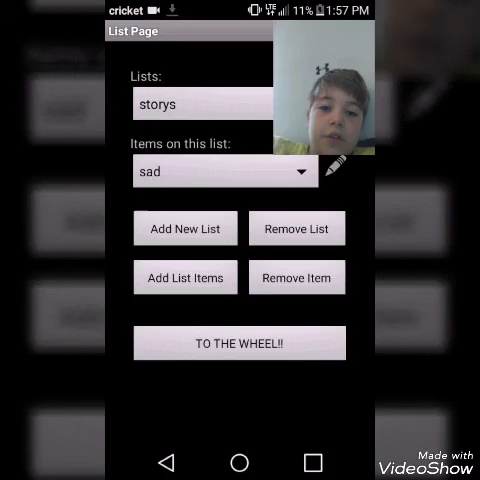 cricket
11% 1:57 PM
List Page
Lists:
storys
Items on this list:
sad
Add New List
Remove List
Add List Items
Remove Item
TO THE WHEEL!!
Made with
VideoShow